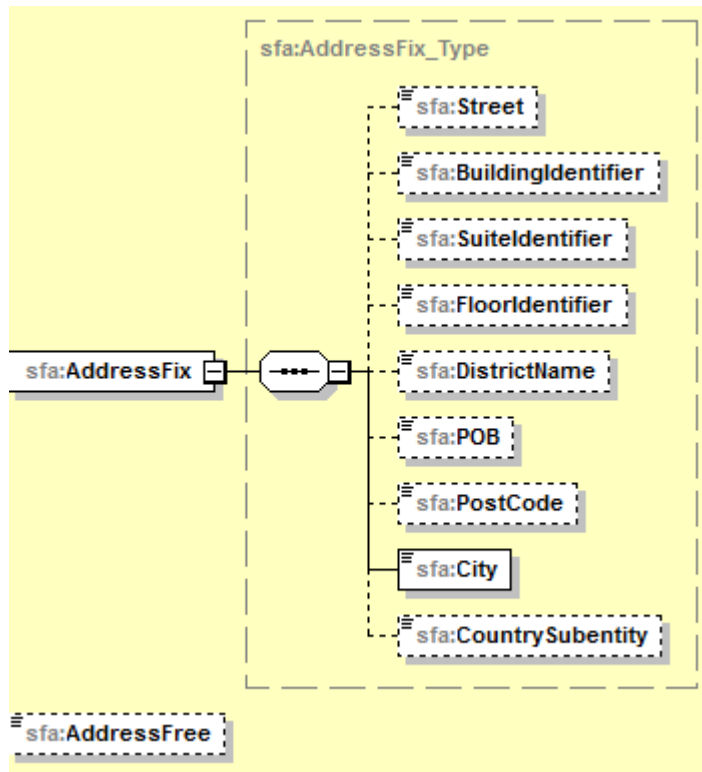 sfa:AddressFix_Type
sfa:Street
sfa:BuildingIdentifier
sfa:SuiteIdentifier
sfa:FloorIdentifier
sfa:AddressFix
sfa:DistrictName
sfa:POB
sfa:PostCode
sfa:City
sfa:CountrySubentity
sfa:AddressFree